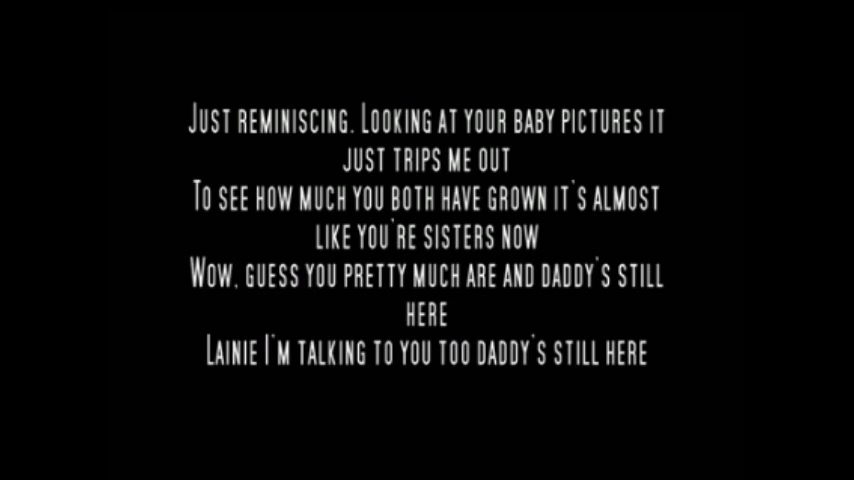 Just reminiscing. Looking at your baby pictures it
just trips me out
To see how much you both have grown it's almost
like you're sisters now
Wow, guess you pretty much are and daddy's still
here
Lainie I'm talking to you too daddy's still here